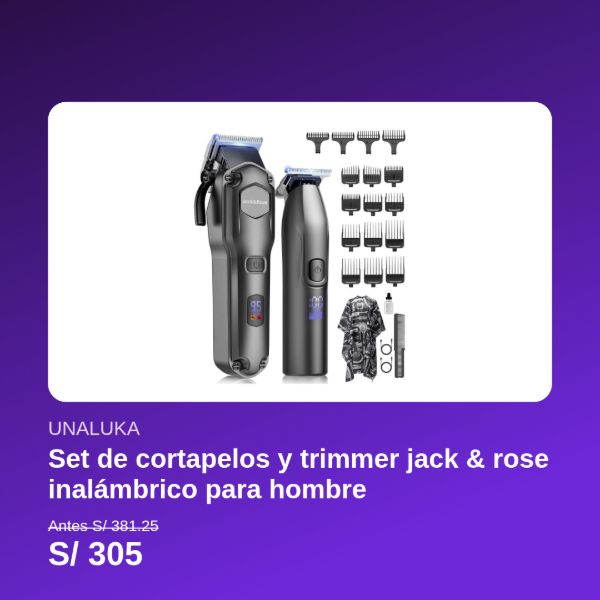 UNALUKA
Set de cortapelos y trimmer jack & rose
inalámbrico para hombre
Antes S/ 381.25
S/ 305